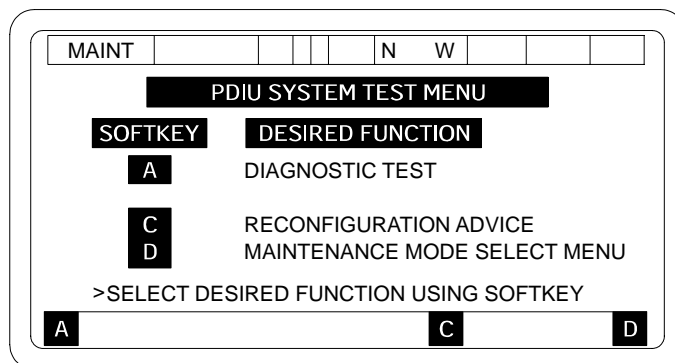 MAINT N W
PDIU SYSTEM TEST MENU
SOFTKEY DESIRED FUNCTION
A DIAGNOSTIC TEST
C RECONFIGURATION ADVICE
D MAINTENANCE MODE SELECT MENU
>SELECT DESIRED FUNCTION USING SOFTKEY
A C D